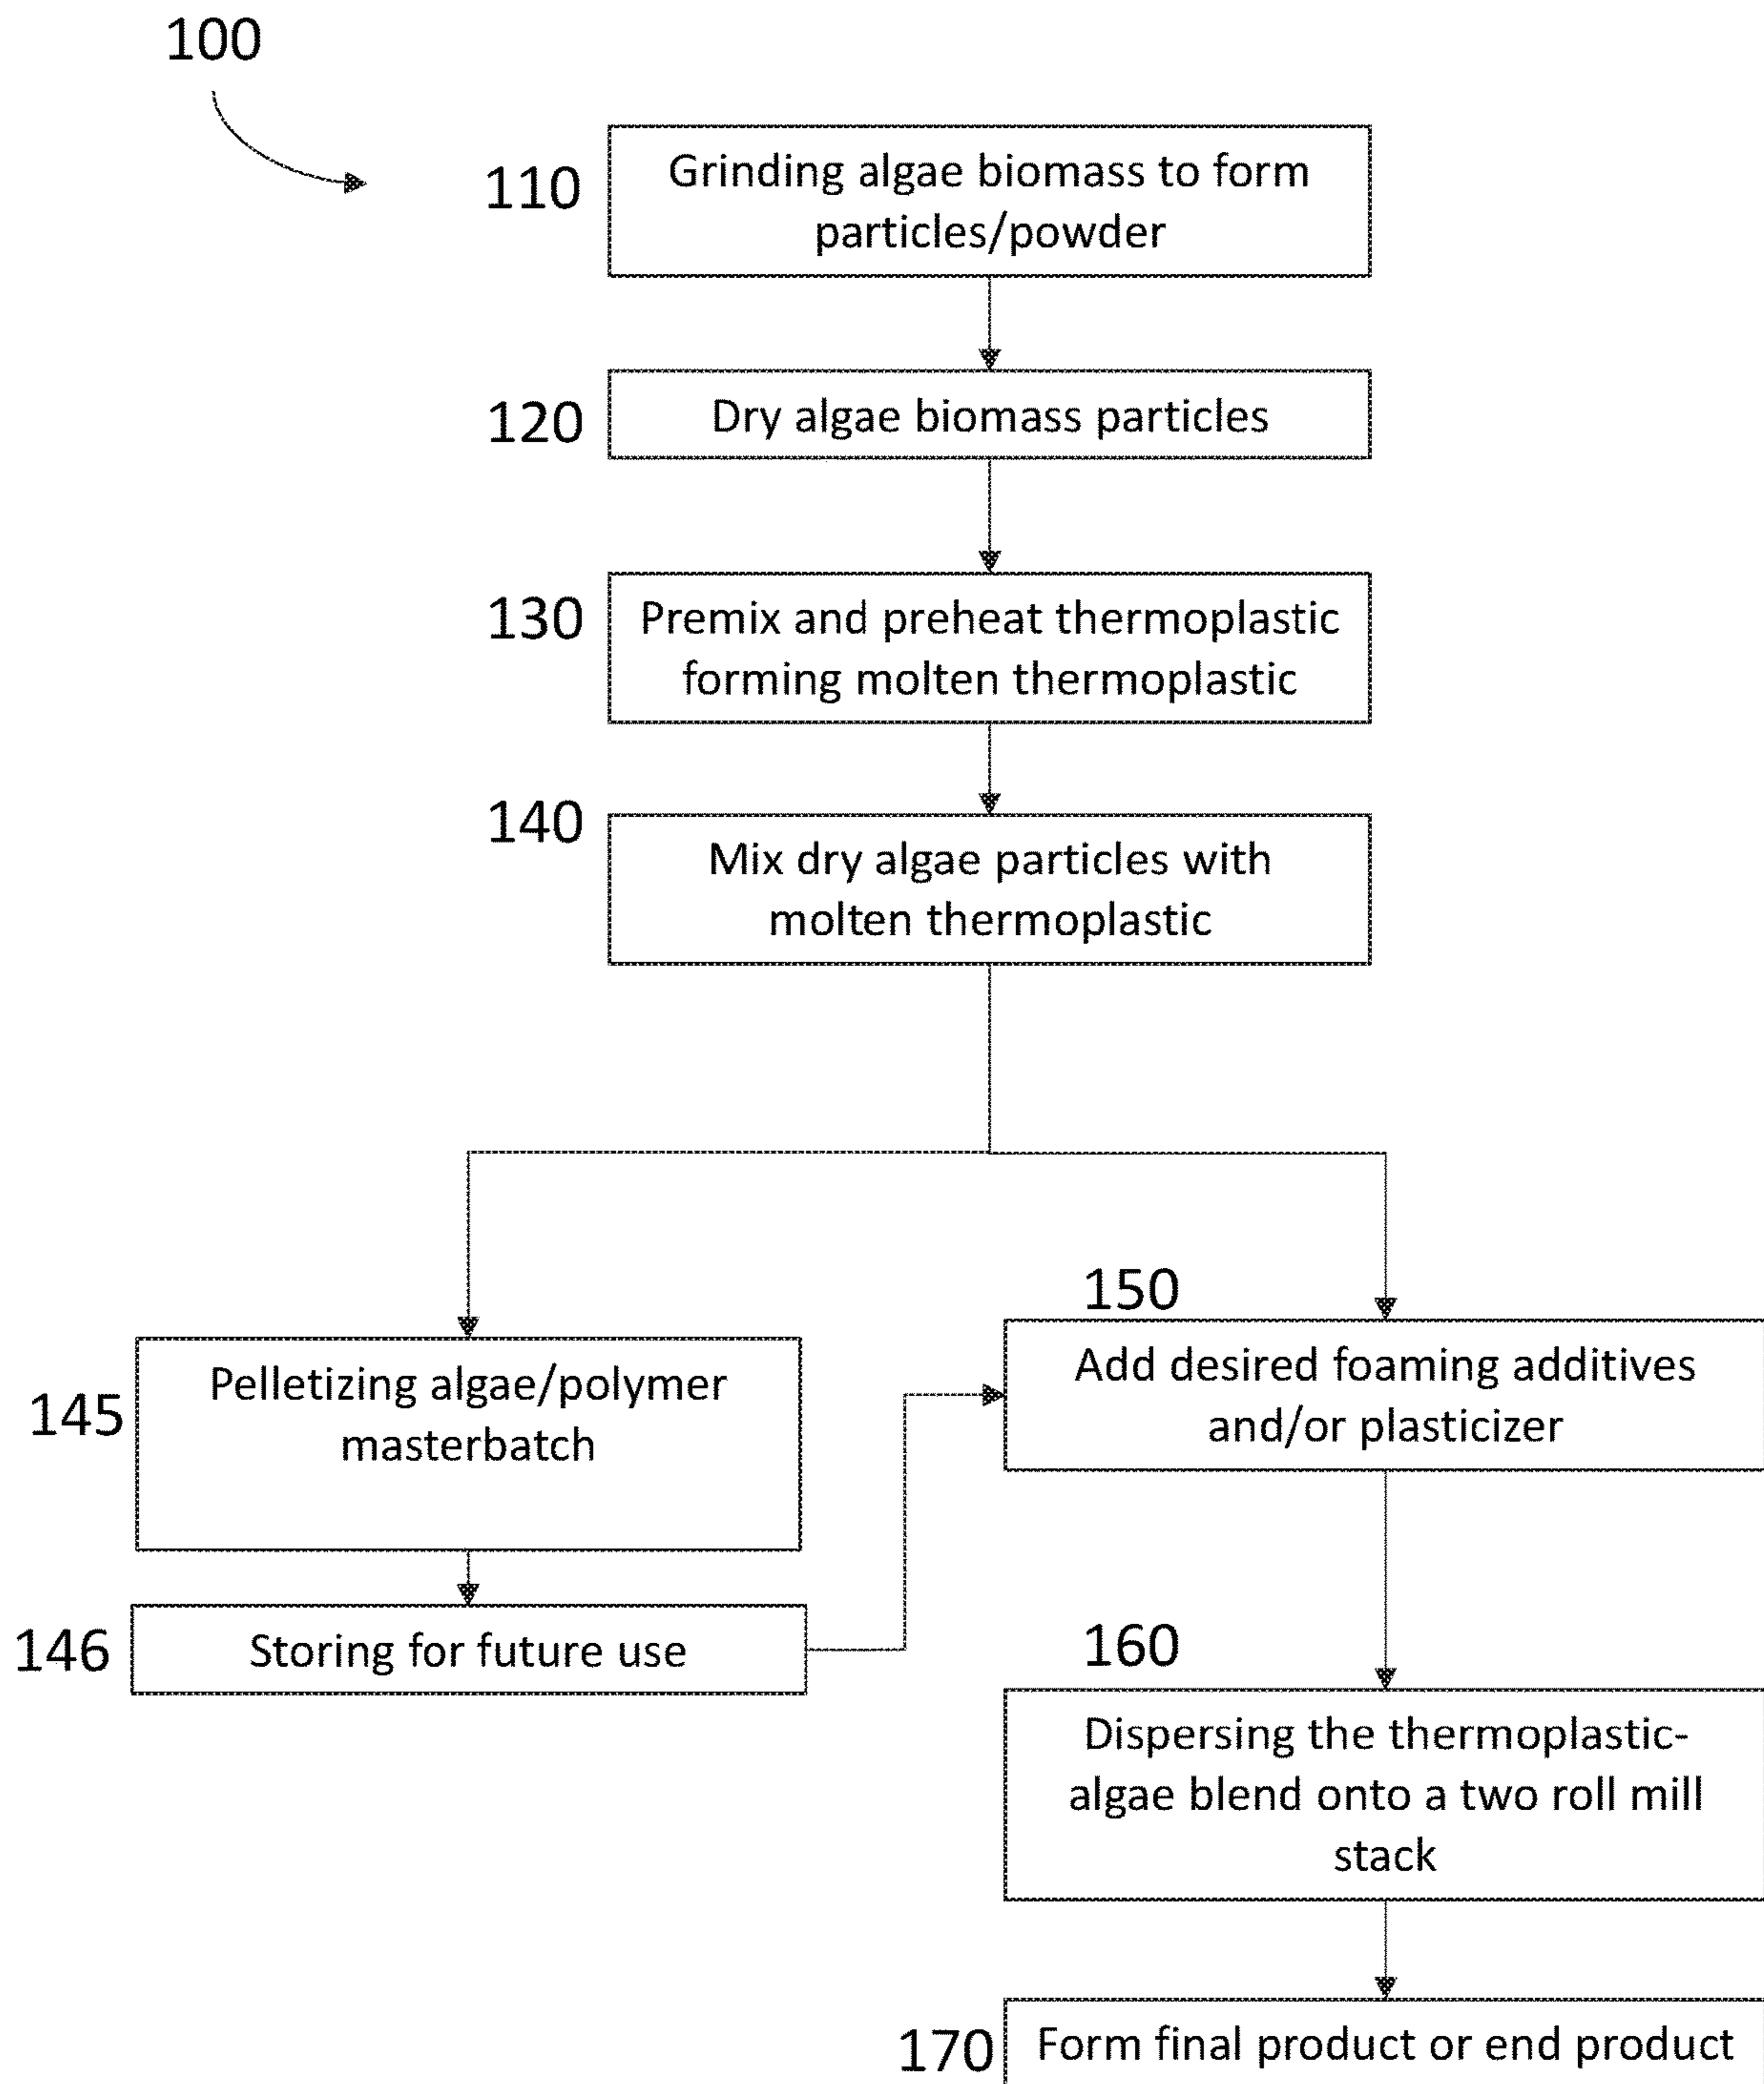 100
110
Grinding algae biomass to form
particles/powder
120
Dry algae biomass particles
130
Premix and preheat thermoplastic
forming molten thermoplastic
140
Mix dry algae particles with
molten thermoplastic
145
Pelletizing algae/polymer
masterbatch
146
Storing for future use
150
Add desired foaming additives
and/or plasticizer
160
Dispersing the thermoplastic-
algae blend onto a two roll mill
stack
170
Form final product or end product